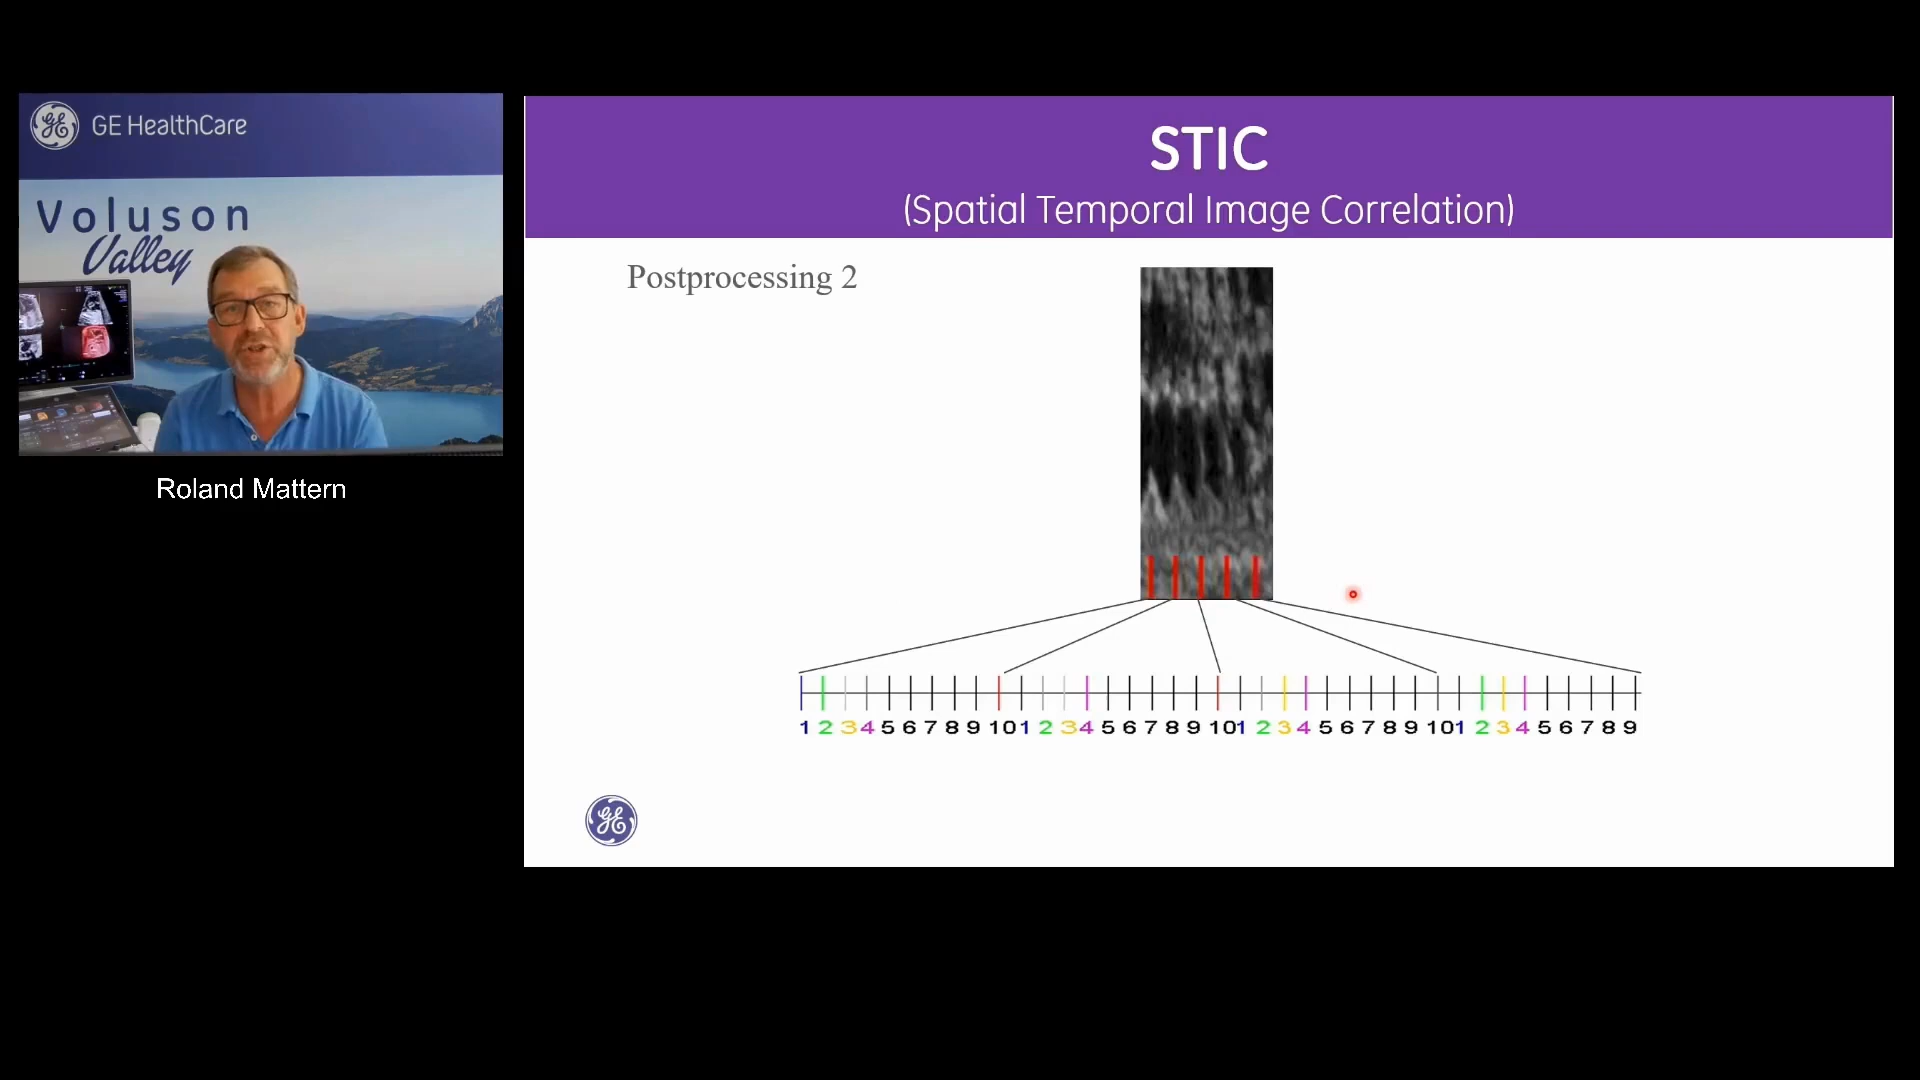 GE HealthCare
Voluson
Valley
Roland Mattern
STIC
(Spatial Temporal Image Correlation)
Postprocessing 2
1 2 3 4 5 6 7 8 9 10 1 2 3 4 5 6 7 8 9 10 1 2 3 4 5 6 7 8 9 10 1 2 3 4 5 6 7 8 9
GE